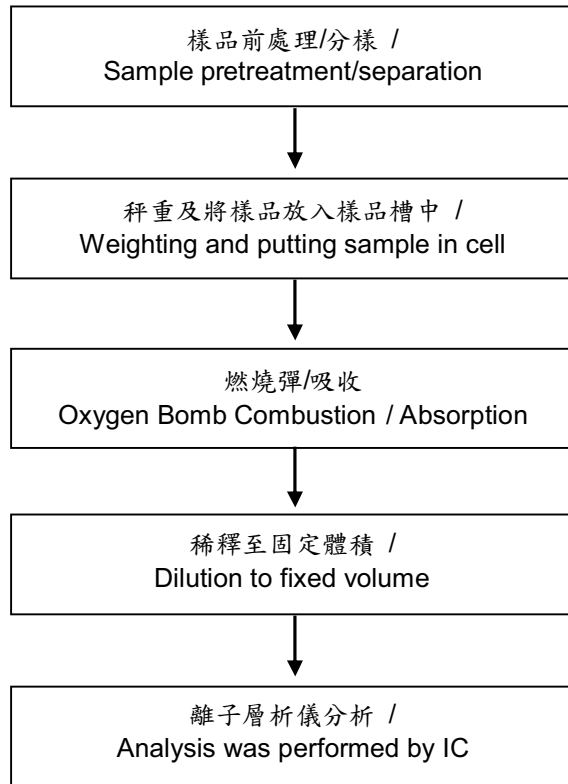 樣品前處理/分樣 /
Sample pretreatment/separation
秤重及將樣品放入樣品槽中 /
Weighting and putting sample in cell
燃燒彈/吸收
Oxygen Bomb Combustion / Absorption
稀釋至固定體積 /
Dilution to fixed volume
離子層析儀分析 /
Analysis was performed by IC